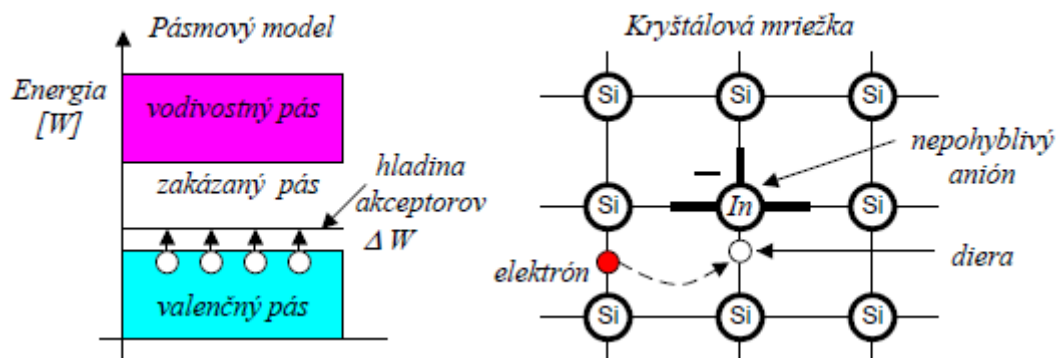 Pásmový model
Energia
[W]
vodivostný pás
zakázaný pás
hladina
akceptorov
Δ W
valenčný pás
Kryštálová mriežka
Si
Si
Si
nepohyblivý
anión
–
Si
In
Si
elektrón
diera
Si
Si
Si